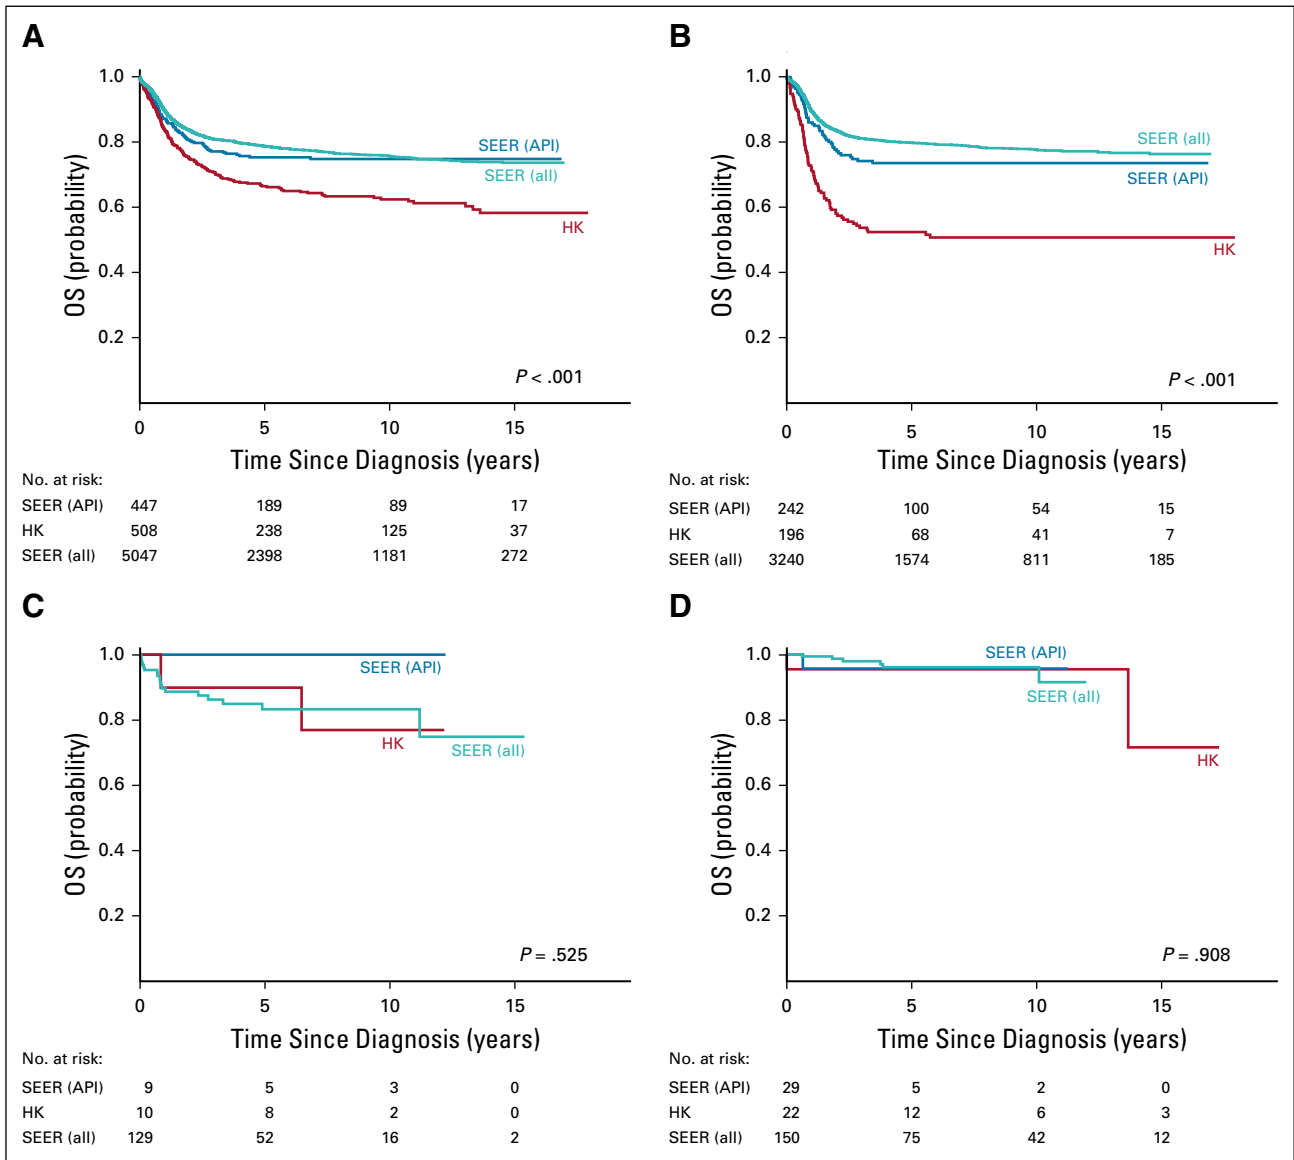 A
OS (probability)
1.0
0.8
0.6
0.4
0.2
SEER (API)
SEER (all)
HK
P < .001
0 5 10 15
Time Since Diagnosis (years)
No. at risk:
SEER (API) 447 189 89 17
HK 508 238 125 37
SEER (all) 5047 2398 1181 272
B
OS (probability)
1.0
0.8
0.6
0.4
0.2
SEER (all)
SEER (API)
HK
P < .001
0 5 10 15
Time Since Diagnosis (years)
No. at risk:
SEER (API) 242 100 54 15
HK 196 68 41 7
SEER (all) 3240 1574 811 185
C
OS (probability)
1.0
0.8
0.6
0.4
0.2
SEER (API)
HK
SEER (all)
P = .525
0 5 10 15
Time Since Diagnosis (years)
No. at risk:
SEER (API) 9 5 3 0
HK 10 8 2 0
SEER (all) 129 52 16 2
D
OS (probability)
1.0
0.8
0.6
0.4
0.2
SEER (API)
SEER (all)
HK
P = .908
0 5 10 15
Time Since Diagnosis (years)
No. at risk:
SEER (API) 29 5 2 0
HK 22 12 6 3
SEER (all) 150 75 42 12